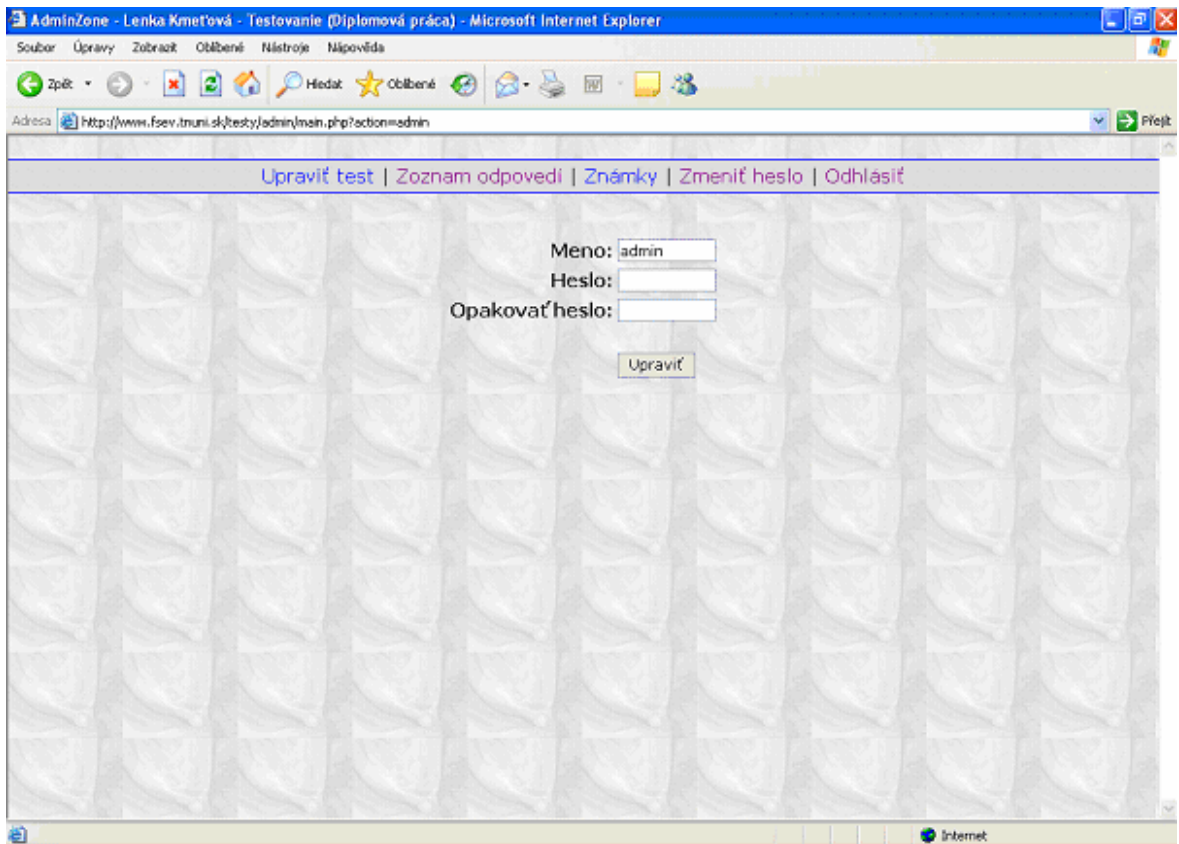 AdminZone - Lenka Kmeťová - Testovanie (Diplomová práca) - Microsoft Internet Explorer
Soubor Úpravy Zobrazit Oblíbené Nástroje Nápověda
Zpět Hledat Oblíbené
Adresa http://www.fsev.tnuni.sk/testy/admin/main.php?action=admin Přejít
Upraviť test | Zoznam odpovedí | Známky | Zmeniť heslo | Odhlásiť
Meno: admin
Heslo:
Opakovať heslo:
Upraviť
Internet